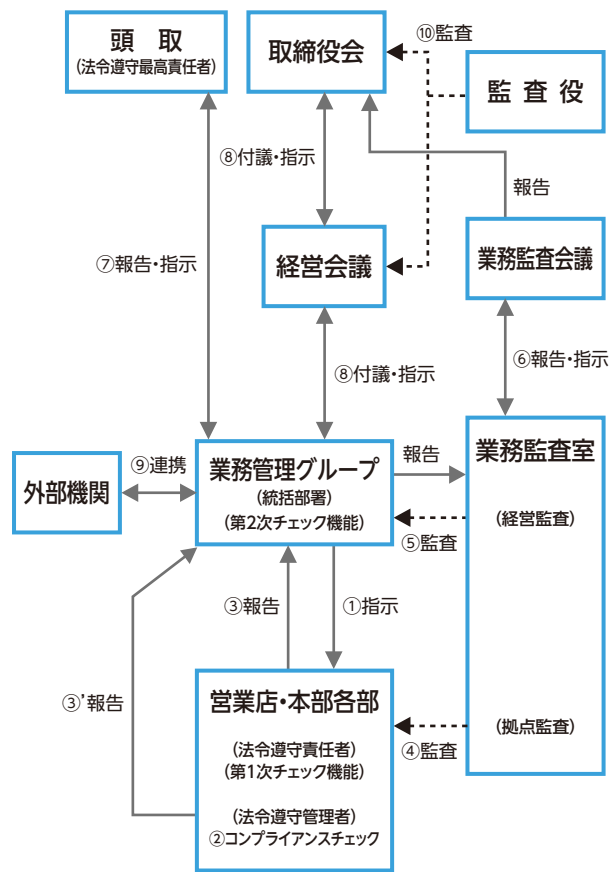 頭 取
(法令遵守最高責任者)
取締役会
⑩監査
監 査 役
⑧付議・指示
報告
⑦報告・指示
経営会議
業務監査会議
⑧付議・指示
⑥報告・指示
外部機関
⑨連携
業務管理グループ
(統括部署)
(第2次チェック機能)
報告
業務監査室
(経営監査)
⑤監査
③報告
①指示
③'報告
営業店・本部各部
(法令遵守責任者)
(第1次チェック機能)
(法令遵守管理者)
②コンプライアンスチェック
(拠点監査)
④監査